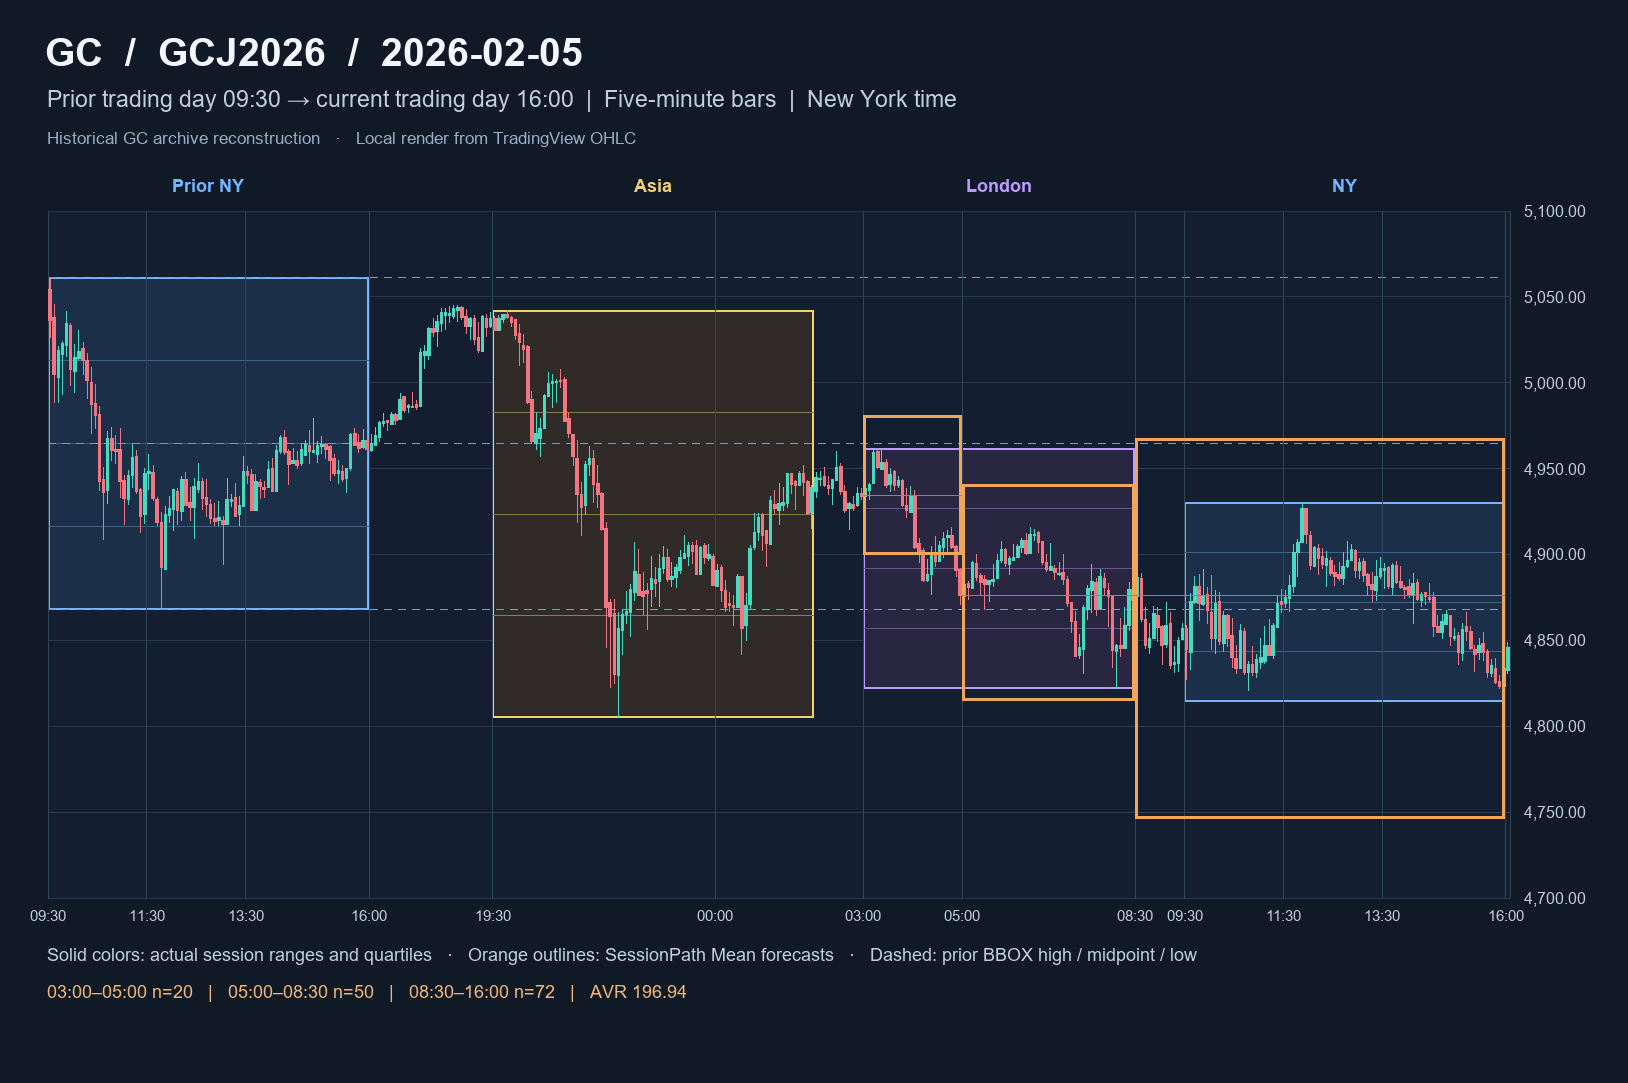 GC / GCJ2026 / 2026-02-05
Prior trading day 09:30 → current trading day 16:00 | Five-minute bars | New York time
Historical GC archive reconstruction · Local render from TradingView OHLC
Prior NY Asia London NY
5,100.00
5,050.00
5,000.00
4,950.00
4,900.00
4,850.00
4,800.00
4,750.00
4,700.00
09:30 11:30 13:30 16:00 19:30 00:00 03:00 05:00 08:30 09:30 11:30 13:30 16:00
Solid colors: actual session ranges and quartiles · Orange outlines: SessionPath Mean forecasts · Dashed: prior BBOX high / midpoint / low
03:00–05:00 n=20 | 05:00–08:30 n=50 | 08:30–16:00 n=72 | AVR 196.94